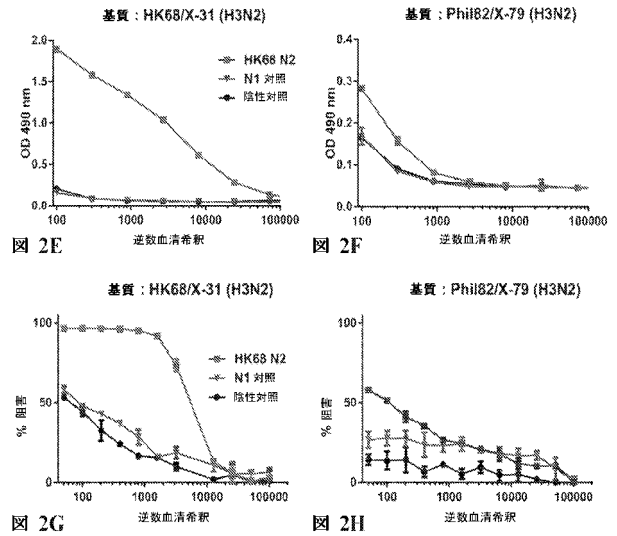 基質：HK68/X-31 (H3N2)
OD 490 nm
2.0
1.5
1.0
0.5
0.0
100
1000
10000
100000
HK68 N2
N1 対照
陰性対照
逆数血清希釈
図 2E
基質：Phil82/X-79 (H3N2)
OD 490 nm
0.4
0.3
0.2
0.1
0.0
100
1000
10000
100000
逆数血清希釈
図 2F
基質：HK68/X-31 (H3N2)
% 阻害
100
50
0
100
1000
10000
100000
HK68 N2
N1 対照
陰性対照
逆数血清希釈
図 2G
基質：Phil82/X-79 (H3N2)
% 阻害
100
50
0
100
1000
10000
100000
逆数血清希釈
図 2H